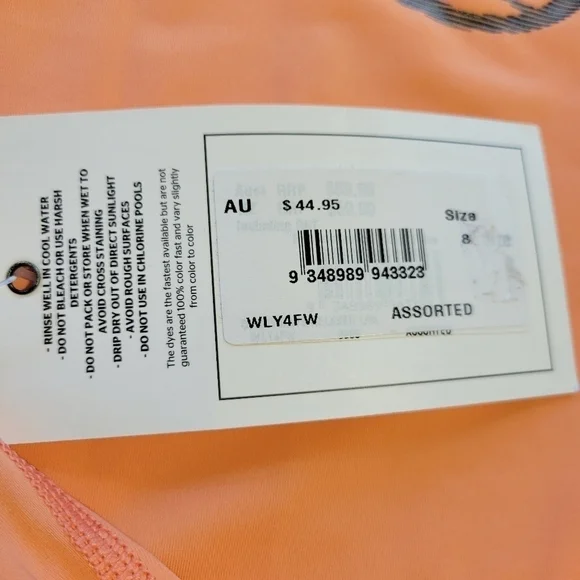 · RINSE WELL IN COOL WATER
· DO NOT BLEACH OR USE HARSH
DETERGENTS
· DO NOT PACK OR STORE WHEN WET TO
AVOID CROSS STAINING
· DRIP DRY OUT OF DIRECT SUNLIGHT
· AVOID ROUGH SURFACES
· DO NOT USE IN CHLORINE POOLS
The dyes are the fastest available but are not
guaranteed 100% color fast and vary slightly
from color to color
AU $ 44.95
Size
8
9 348989 943323
WLY4FW ASSORTED
ASSORTED